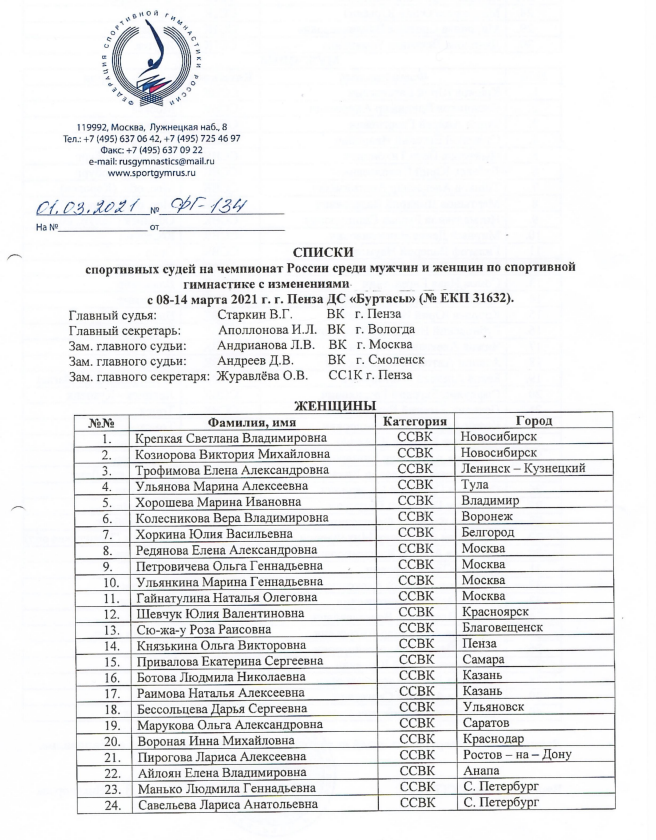 ФЕДЕРАЦИЯ СПОРТИВНОЙ ГИМНАСТИКИ РОССИИ
119992, Москва, Лужнецкая наб., 8
Тел.: +7 (495) 637 06 42, +7 (495) 725 46 97
Факс: +7 (495) 637 09 22
e-mail: rusgymnastics@mail.ru
www.sportgymrus.ru
01.03.2021 № ФГ-134
На № от
СПИСКИ
спортивных судей на чемпионат России среди мужчин и женщин по спортивной
гимнастике с изменениями
с 08-14 марта 2021 г. г. Пенза ДС «Буртасы» (№ ЕКП 31632).
Главный судья: Старкин В.Г. ВК г. Пенза
Главный секретарь: Аполлонова И.Л. ВК г. Вологда
Зам. главного судьи: Андрианова Л.В. ВК г. Москва
Зам. главного судьи: Андреев Д.В. ВК г. Смоленск
Зам. главного секретаря: Журавлёва О.В. СС1К г. Пенза
ЖЕНЩИНЫ
№№ Фамилия, имя Категория Город
1. Крепкая Светлана Владимировна ССВК Новосибирск
2. Козиорова Виктория Михайловна ССВК Новосибирск
3. Трофимова Елена Александровна ССВК Ленинск – Кузнецкий
4. Ульянова Марина Алексеевна ССВК Тула
5. Хорошева Марина Ивановна ССВК Владимир
6. Колесникова Вера Владимировна ССВК Воронеж
7. Хоркина Юлия Васильевна ССВК Белгород
8. Редянова Елена Александровна ССВК Москва
9. Петровичева Ольга Геннадьевна ССВК Москва
10. Ульянкина Марина Геннадьевна ССВК Москва
11. Гайнатулина Наталья Олеговна ССВК Москва
12. Шевчук Юлия Валентиновна ССВК Красноярск
13. Сю-жа-у Роза Раисовна ССВК Благовещенск
14. Князькина Ольга Викторовна ССВК Пенза
15. Привалова Екатерина Сергеевна ССВК Самара
16. Ботова Людмила Николаевна ССВК Казань
17. Раимова Наталья Алексеевна ССВК Казань
18. Бессольцева Дарья Сергеевна ССВК Ульяновск
19. Марукова Ольга Александровна ССВК Саратов
20. Вороная Инна Михайловна ССВК Краснодар
21. Пирогова Лариса Алексеевна ССВК Ростов – на – Дону
22. Айлоян Елена Владимировна ССВК Анапа
23. Манько Людмила Геннадьевна ССВК С. Петербург
24. Савельева Лариса Анатольевна ССВК С. Петербург